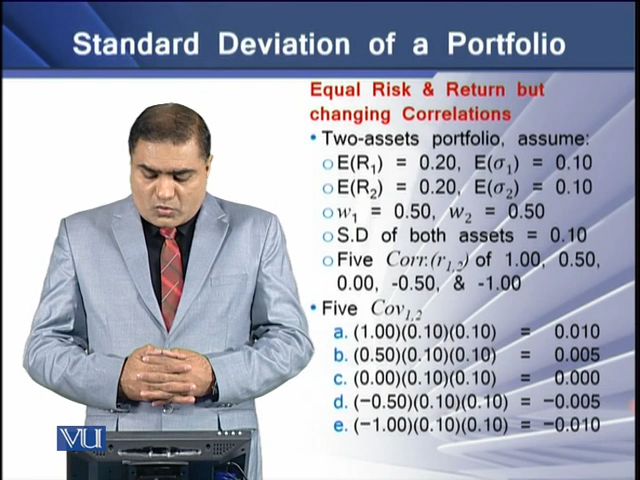 Standard Deviation of a Portfolio
Equal Risk & Return but
changing Correlations
• Two-assets portfolio, assume:
o E(R₁) = 0.20, E(σ₁) = 0.10
o E(R₂) = 0.20, E(σ₂) = 0.10
o w₁ = 0.50, w₂ = 0.50
o S.D of both assets = 0.10
o Five Corr.(r₁,₂) of 1.00, 0.50,
0.00, -0.50, & -1.00
• Five Cov₁,₂
a. (1.00)(0.10)(0.10) = 0.010
b. (0.50)(0.10)(0.10) = 0.005
c. (0.00)(0.10)(0.10) = 0.000
d. (−0.50)(0.10)(0.10) = −0.005
e. (−1.00)(0.10)(0.10) = −0.010
VU